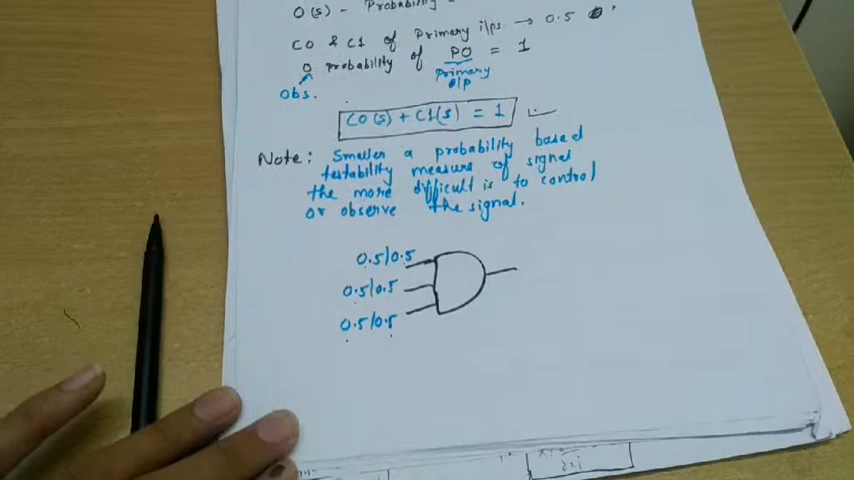 O(s) - Probability -
C0 & C1 of Primary i/ps → 0.5
O probability of PO = 1
Primary
O/P
Obs.
C0(s) + C1(s) = 1
Note: Smaller a probability based
testability measure of signal
the more difficult is to control
or observe the signal.
0.5/0.5
0.5/0.5
0.5/0.5